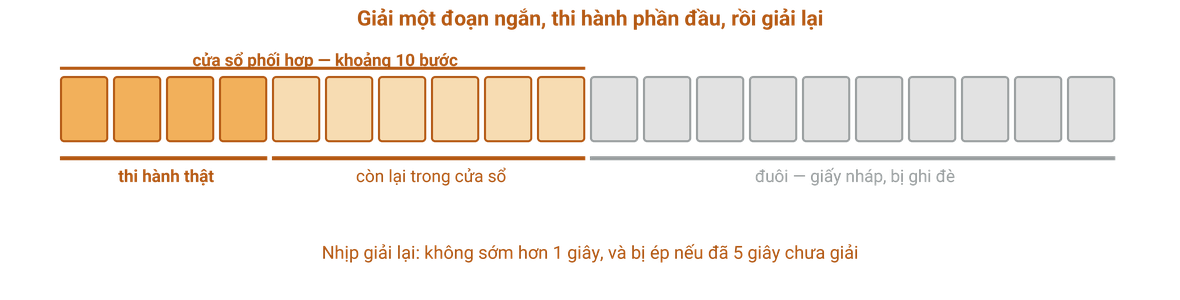 Giải một đoạn ngắn, thi hành phần đầu, rồi giải lại
cửa sổ phối hợp — khoảng 10 bước
thi hành thật
còn lại trong cửa sổ
đuôi — giấy nháp, bị ghi đè
Nhịp giải lại: không sớm hơn 1 giây, và bị ép nếu đã 5 giây chưa giải